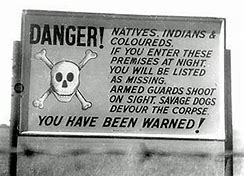 DANGER! NATIVES, INDIANS &
COLOUREDS.
IF YOU ENTER THESE
PREMISES AT NIGHT.
YOU WILL BE LISTED
AS MISSING.
ARMED GUARDS SHOOT
ON SIGHT. SAVAGE DOGS
DEVOUR THE CORPSE.
YOU HAVE BEEN WARNED!